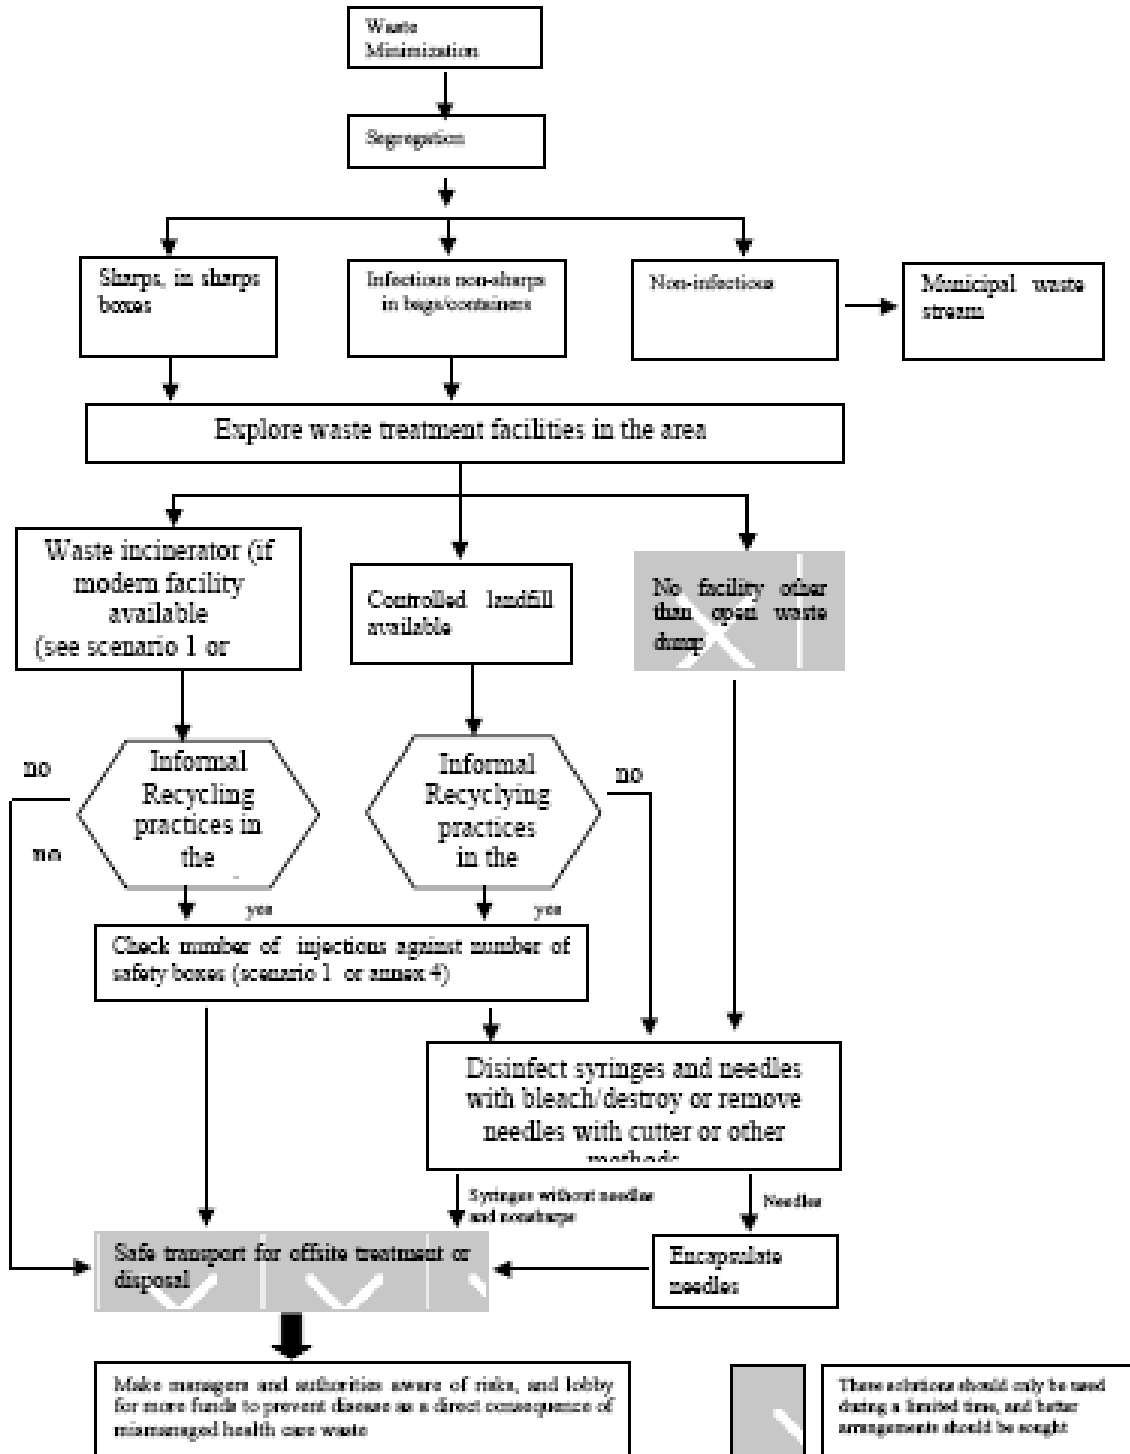 Waste
Minimization
Segregation
Sharps, in sharps
boxes
Infectious non-sharps
in bags/containers
Non-infectious
Municipal waste
stream
Explore waste treatment facilities in the area
Waste incinerator (if
modern facility
available
(see scenario 1 or
Controlled landfill
available
No facility other
than open waste
dump
no
Informal
Recycling
practices in
the
no
Informal
Recyclying
practices
in the
no
yes
yes
Check number of injections against number of
safety boxes (scenario 1 or annex 4)
Disinfect syringes and needles
with bleach/destroy or remove
needles with cutter or other
methods
Syringes without needles
and nonsharps
Needles
Safe transport for offsite treatment or
disposal
Encapsulate
needles
Make managers and authorities aware of risks, and lobby
for more funds to prevent disease as a direct consequence of
mismanaged health care waste
These solutions should only be used
during a limited time, and better
arrangements should be sought